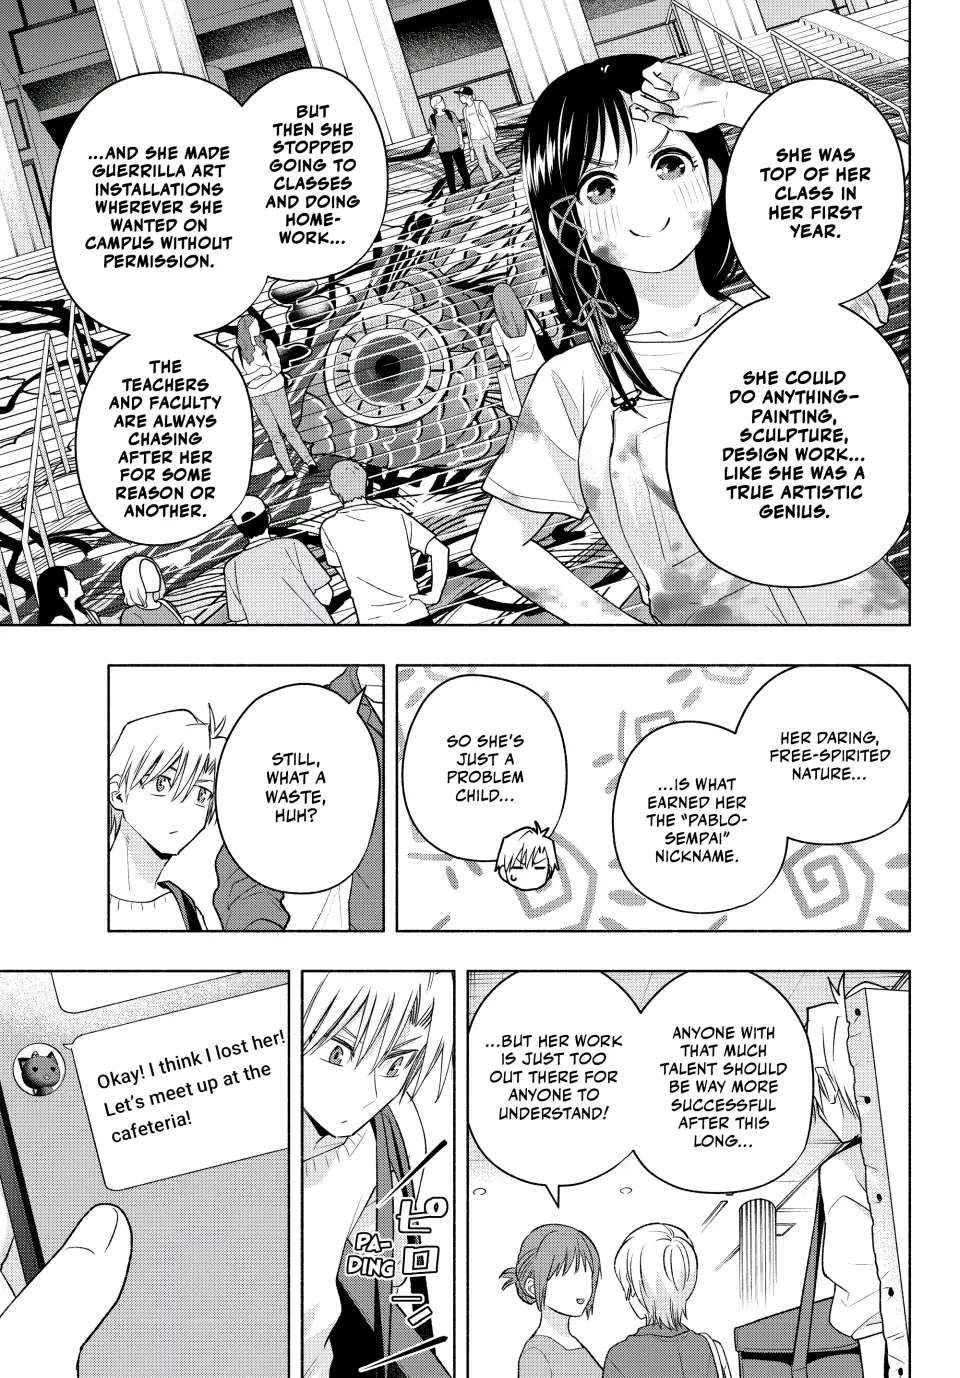 SHE WAS
TOP OF HER
CLASS IN
HER FIRST
YEAR.
SHE COULD
DO ANYTHING–
PAINTING,
SCULPTURE,
DESIGN WORK...
LIKE SHE WAS A
TRUE ARTISTIC
GENIUS.
BUT
THEN SHE
STOPPED
GOING TO
CLASSES
AND DOING
HOME-
WORK...
...AND SHE MADE
GUERRILLA ART
INSTALLATIONS
WHEREVER SHE
WANTED ON
CAMPUS WITHOUT
PERMISSION.
THE
TEACHERS
AND FACULTY
ARE ALWAYS
CHASING
AFTER HER
FOR SOME
REASON OR
ANOTHER.
HER DARING,
FREE-SPIRITED
NATURE...
...IS WHAT
EARNED HER
THE “PABLO-
SEMPAI”
NICKNAME.
SO SHE'S
JUST A
PROBLEM
CHILD...
STILL,
WHAT A
WASTE,
HUH?
ANYONE WITH
THAT MUCH
TALENT SHOULD
BE WAY MORE
SUCCESSFUL
AFTER THIS
LONG...
...BUT HER WORK
IS JUST TOO
OUT THERE FOR
ANYONE TO
UNDERSTAND!
ピロー
PA-
DING
Okay! I think I lost her!
Let's meet up at the
cafeteria!